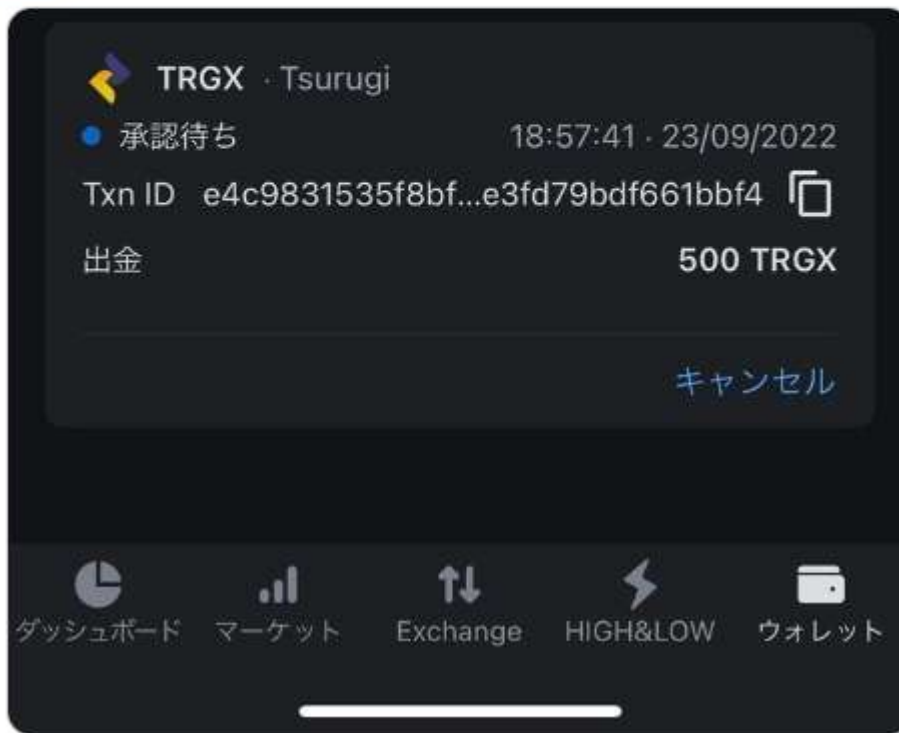 TRGX · Tsurugi
承認待ち 18:57:41 · 23/09/2022
Txn ID e4c9831535f8bf...e3fd79bdf661bbf4
出金 500 TRGX
キャンセル
ダッシュボード マーケット Exchange HIGH&LOW ウォレット